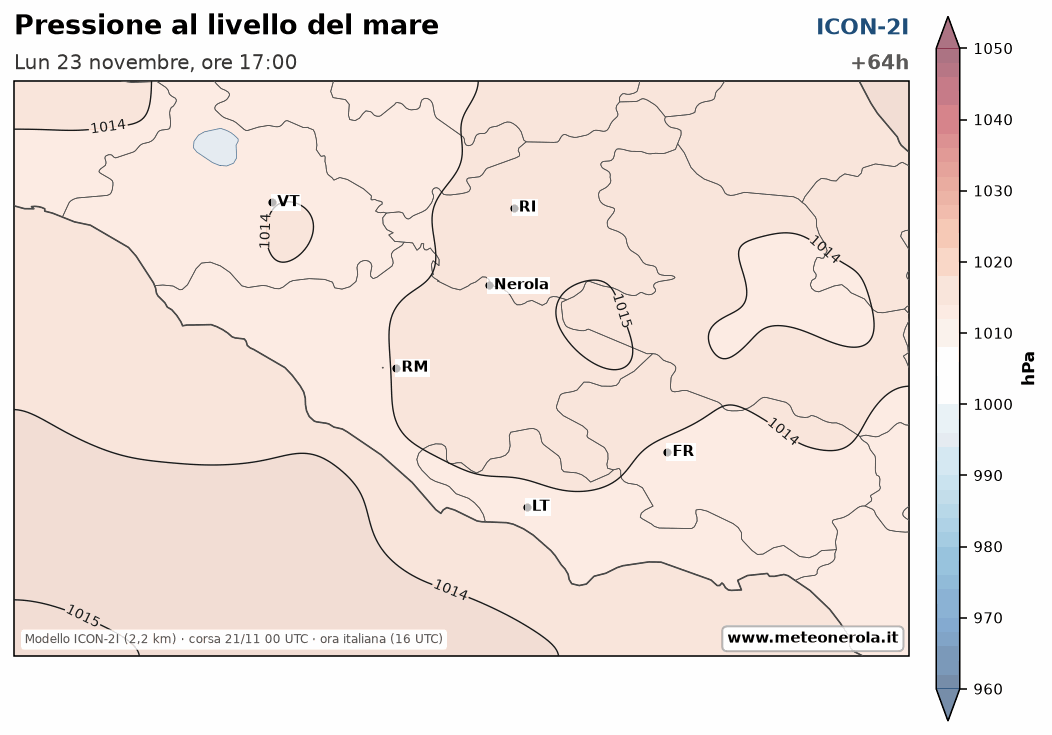 Pressione al livello del mare
ICON-2I
Lun 23 novembre, ore 17:00
+64h
1014
VT
1014
RI
1014
Nerola
1015
RM
1014
FR
LT
1014
1015
Modello ICON-2I (2,2 km) · corsa 21/11 00 UTC · ora italiana (16 UTC)
www.meteonerola.it
1050
1040
1030
1020
1010
1000
990
980
970
960
hPa